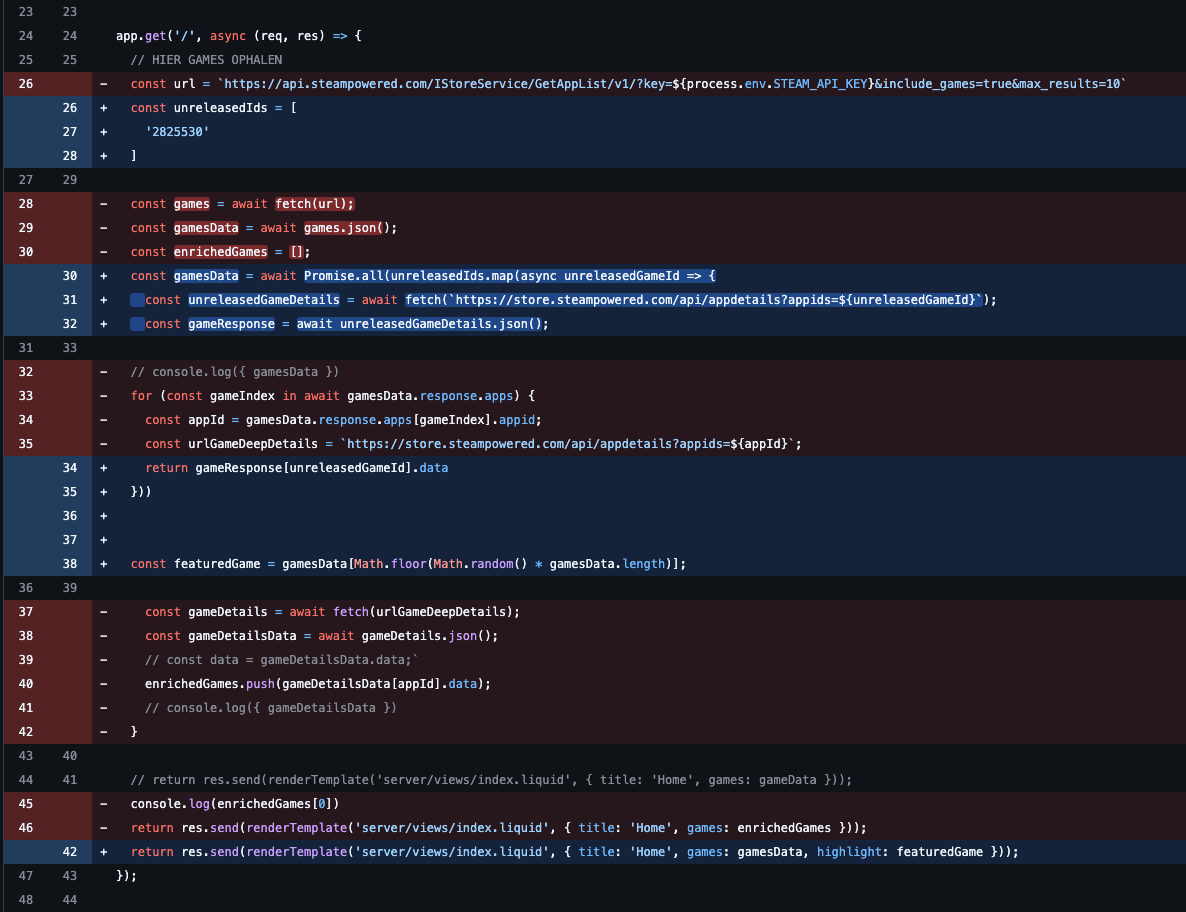 23 23
24 24 app.get('/', async (req, res) => {
25 25 // HIER GAMES OPHALEN
26 - const url = `https://api.steampowered.com/IStoreService/GetAppList/v1/?key=${process.env.STEAM_API_KEY}&include_games=true&max_results=10`
26 + const unreleasedIds = [
27 + '2825530'
28 + ]
27 29
28 - const games = await fetch(url);
29 - const gamesData = await games.json();
30 - const enrichedGames = [];
30 + const gamesData = await Promise.all(unreleasedIds.map(async unreleasedGameId => {
31 + const unreleasedGameDetails = await fetch(`https://store.steampowered.com/api/appdetails?appids=${unreleasedGameId}`);
32 + const gameResponse = await unreleasedGameDetails.json();
31 33
32 - // console.log({ gamesData })
33 - for (const gameIndex in await gamesData.response.apps) {
34 - const appId = gamesData.response.apps[gameIndex].appid;
35 - const urlGameDeepDetails = `https://store.steampowered.com/api/appdetails?appids=${appId}`;
34 + return gameResponse[unreleasedGameId].data
35 + }))
36 +
37 +
38 + const featuredGame = gamesData[Math.floor(Math.random() * gamesData.length)];
36 39
37 - const gameDetails = await fetch(urlGameDeepDetails);
38 - const gameDetailsData = await gameDetails.json();
39 - // const data = gameDetailsData.data;`
40 - enrichedGames.push(gameDetailsData[appId].data);
41 - // console.log({ gameDetailsData })
42 - }
43 40
44 41 // return res.send(renderTemplate('server/views/index.liquid', { title: 'Home', games: gameData }));
45 - console.log(enrichedGames[0])
46 - return res.send(renderTemplate('server/views/index.liquid', { title: 'Home', games: enrichedGames }));
42 + return res.send(renderTemplate('server/views/index.liquid', { title: 'Home', games: gamesData, highlight: featuredGame }));
47 43 });
48 44